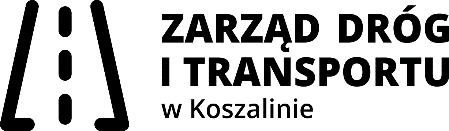 ZARZĄD DRÓG
I TRANSPORTU
w Koszalinie